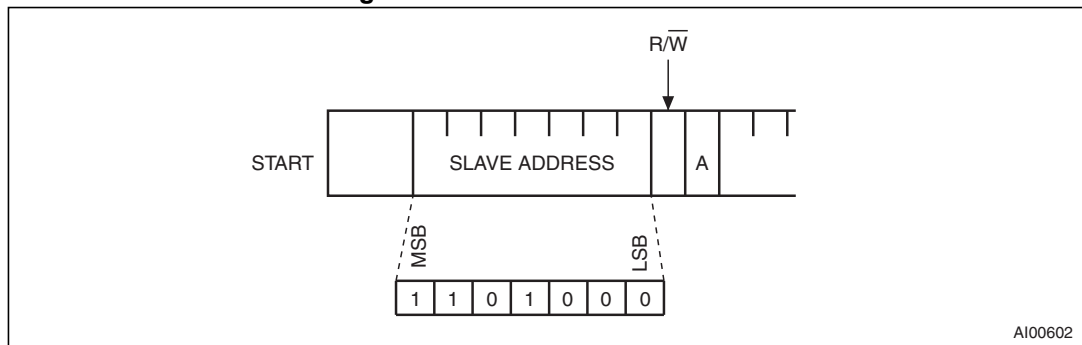 R/W̅
START SLAVE ADDRESS A
MSB LSB
1 1 0 1 0 0 0
AI00602